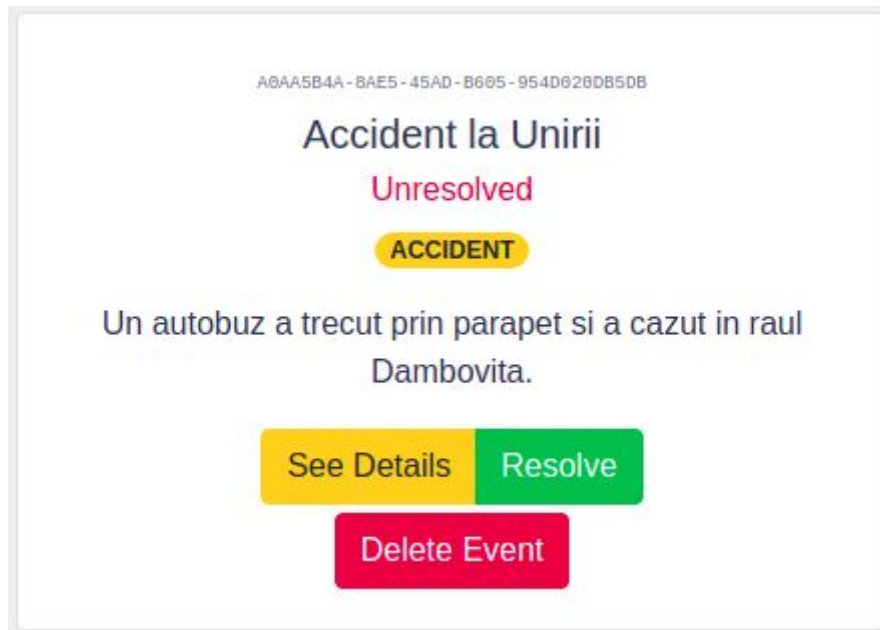 A0AA5B4A-8AE5-45AD-B605-954D020DB5DB
Accident la Unirii
Unresolved
ACCIDENT
Un autobuz a trecut prin parapet si a cazut in raul
Dambovita.
See Details Resolve
Delete Event